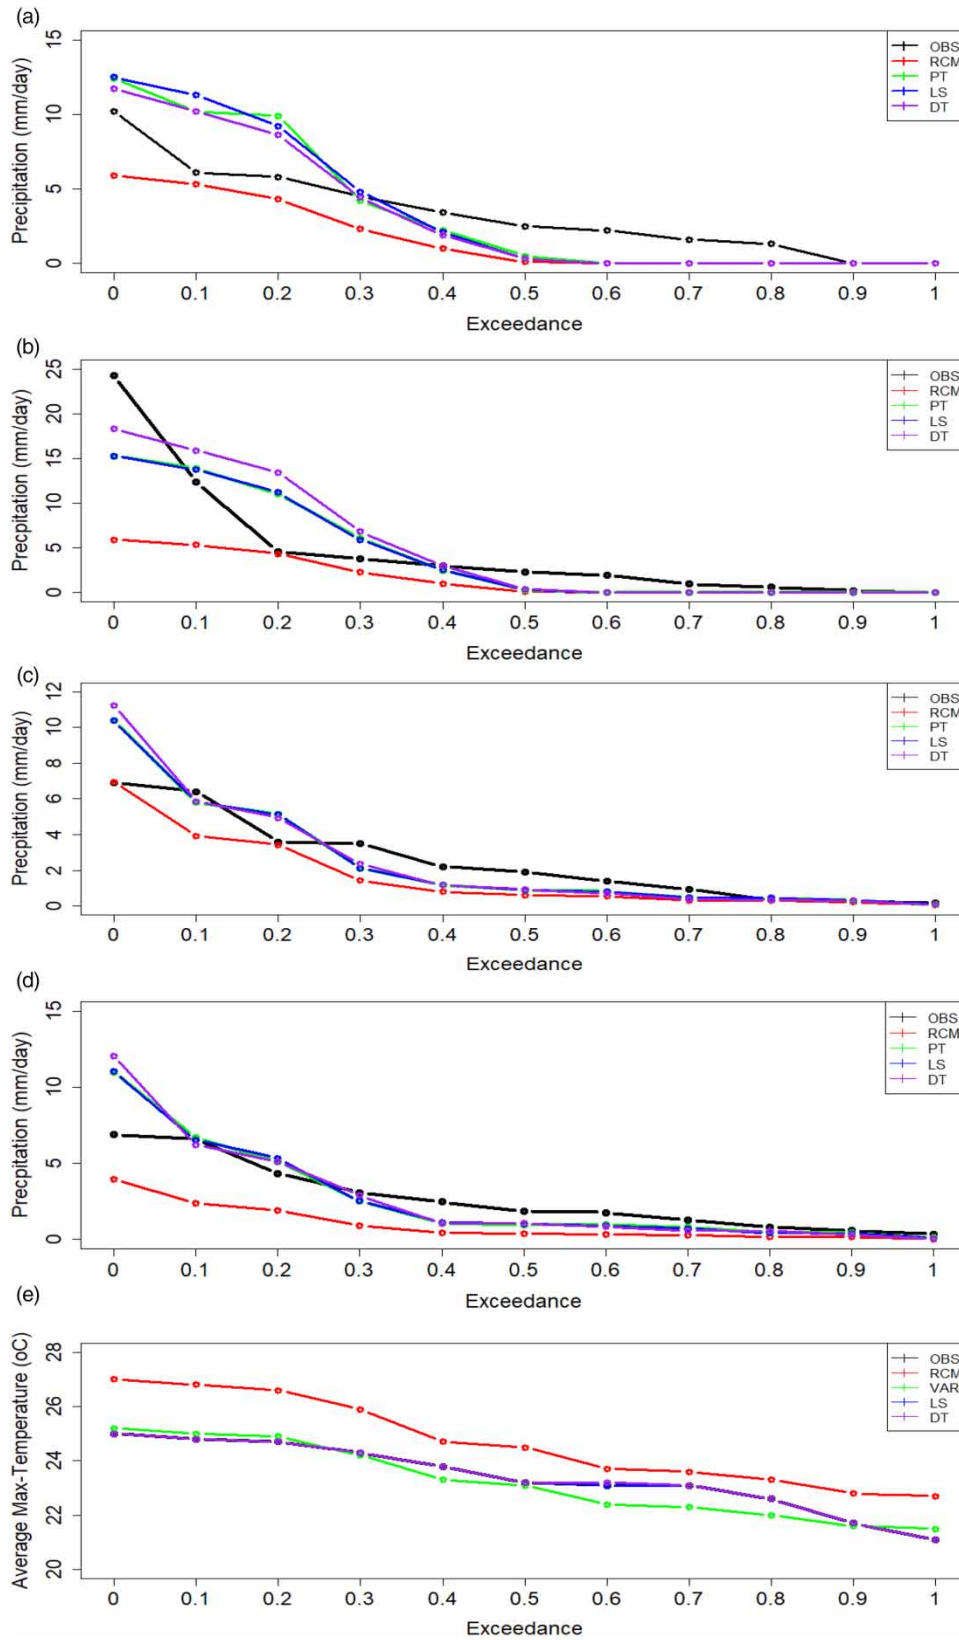 (a)
Precipitation (mm/day)
15
10
5
0
OBS
RCM
PT
LS
DT
0 0.1 0.2 0.3 0.4 0.5 0.6 0.7 0.8 0.9 1
Exceedance
(b)
Precpitation (mm/day)
25
20
15
10
5
0
OBS
RCM
PT
LS
DT
0 0.1 0.2 0.3 0.4 0.5 0.6 0.7 0.8 0.9 1
Exceedance
(c)
Precpitation (mm/day)
12
10
8
6
4
2
0
OBS
RCM
PT
LS
DT
0 0.1 0.2 0.3 0.4 0.5 0.6 0.7 0.8 0.9 1
Exceedance
(d)
Precpitation (mm/day)
15
10
5
0
OBS
RCM
PT
LS
DT
0 0.1 0.2 0.3 0.4 0.5 0.6 0.7 0.8 0.9 1
Exceedance
(e)
Average Max-Temperature (oC)
28
26
24
22
20
OBS
RCM
VAR
LS
DT
0 0.1 0.2 0.3 0.4 0.5 0.6 0.7 0.8 0.9 1
Exceedance